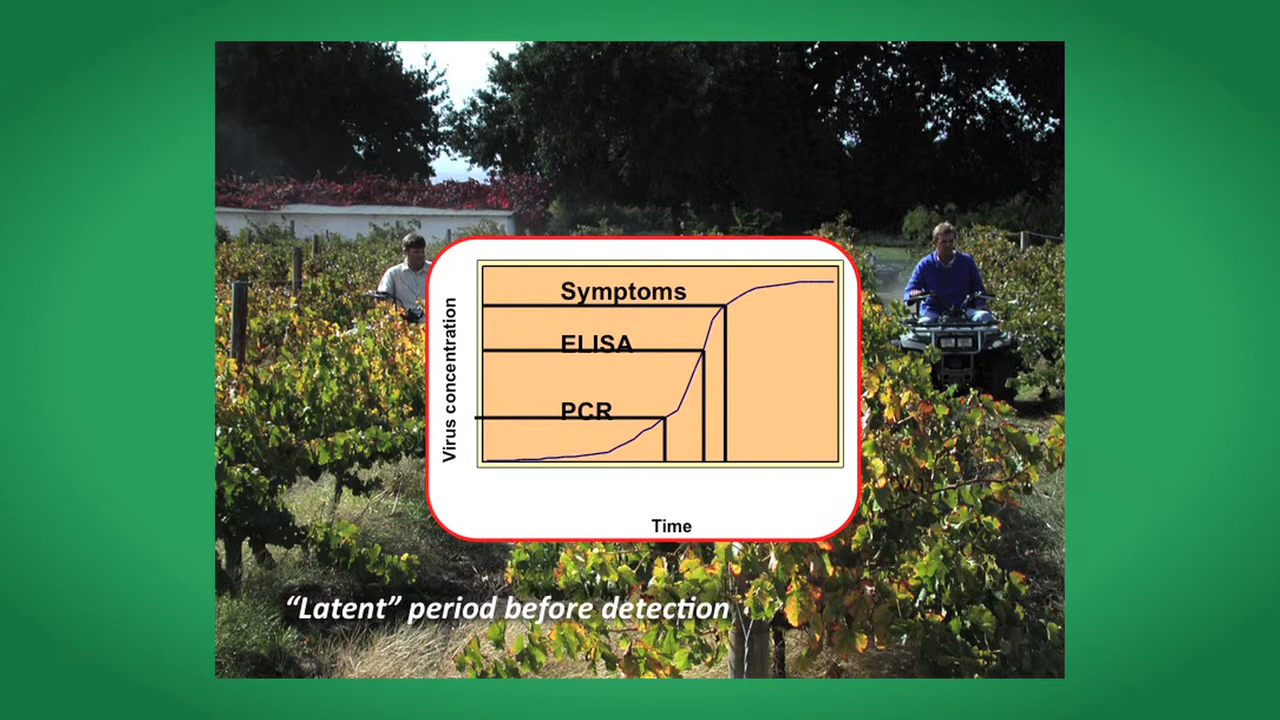 Symptoms
ELISA
PCR
Virus concentration
Time
“Latent” period before detection